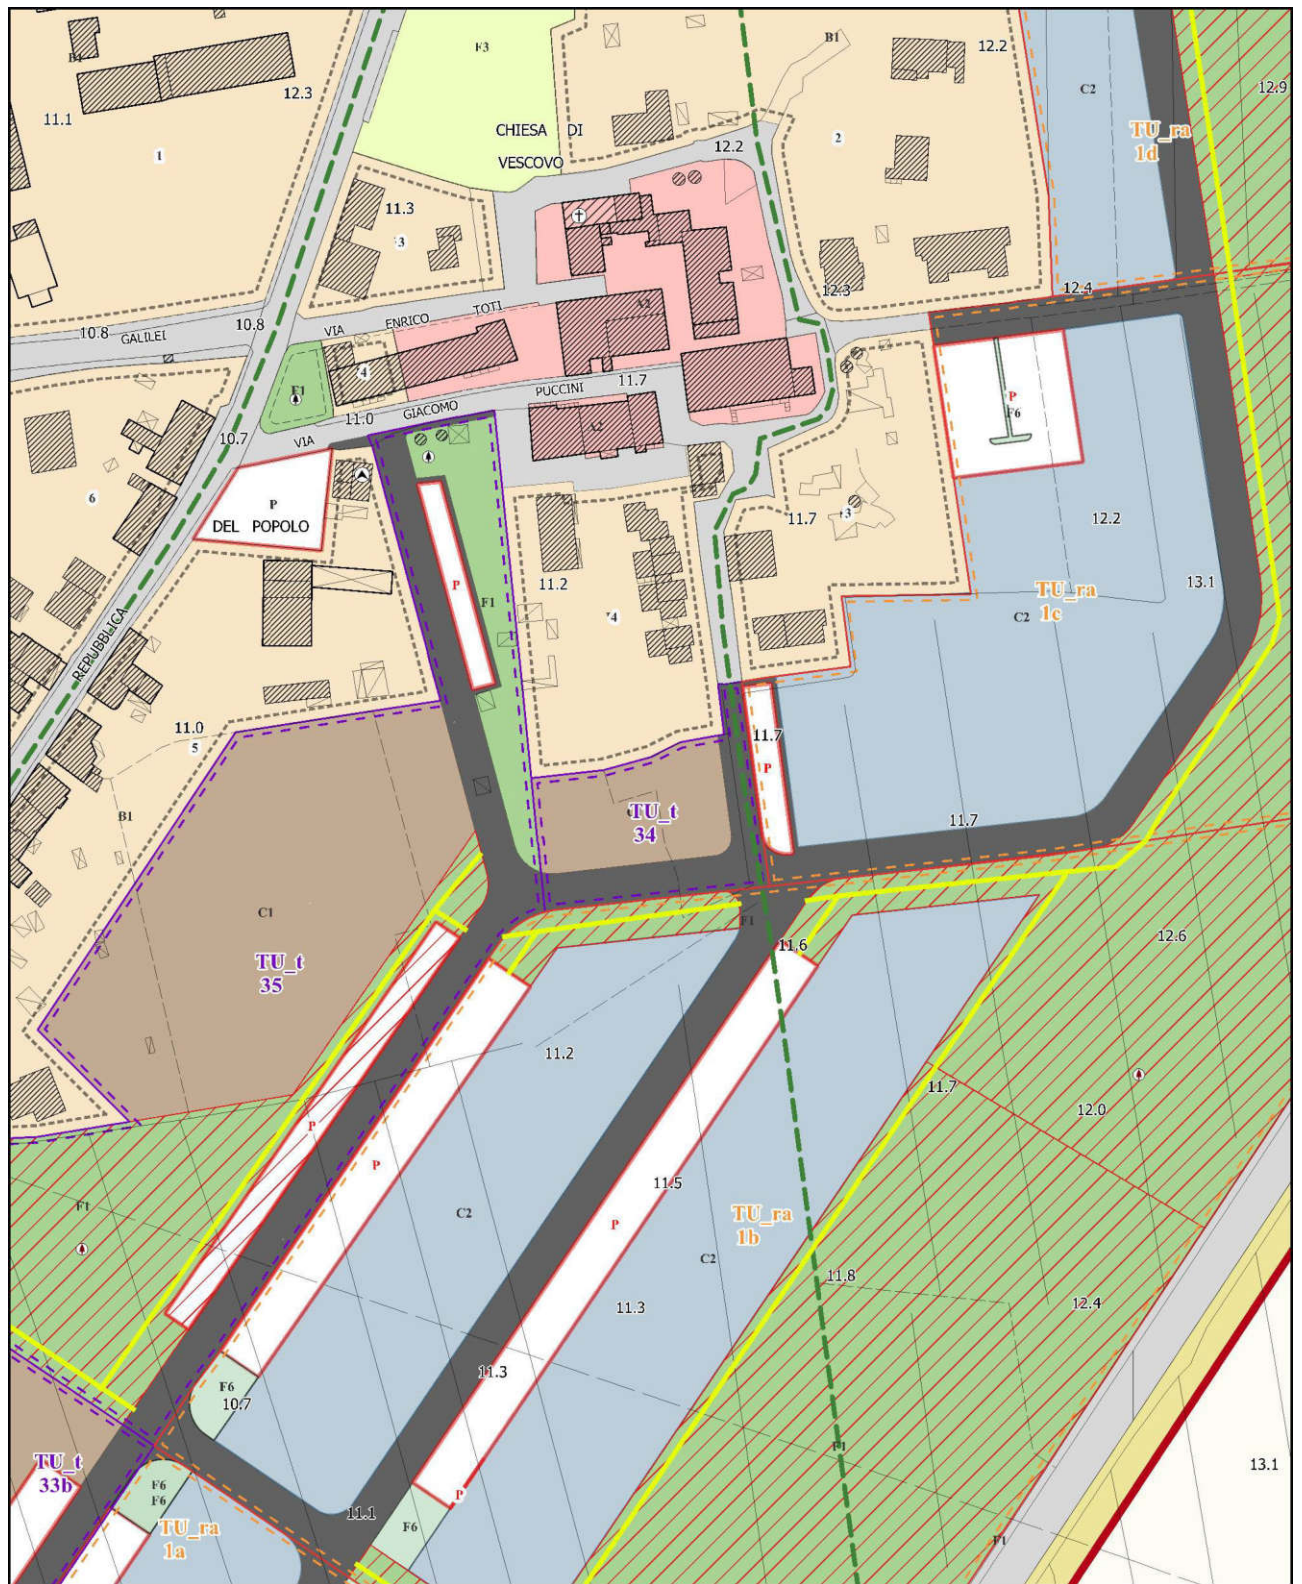 F3
B1
12.2
B1
C2
12.9
12.3
11.1
TU_ra
1d
CHIESA DI
VESCOVO
1
12.2
2
11.3
3
12.3
12.4
10.8
GALILEI
10.8
VIA
ENRICO
TOTI
A2
F1
4
11.0
VIA
GIACOMO
PUCCINI
11.7
P
F6
A2
10.7
6
P
DEL POPOLO
11.7
3
12.2
11.2
P
F1
13.1
TU_ra
1c
C2
4
REPUBBLICA
11.0
5
11.7
P
B1
TU_t
34
11.7
C1
F1
12.6
TU_t
35
11.6
11.2
11.7
12.0
P
P
11.5
F1
C2
TU_ra
1b
P
C2
11.8
11.3
12.4
11.3
F6
10.7
F1
TU_t
33b
13.1
F6
F6
P
11.1
F6
TU_ra
1a
F1